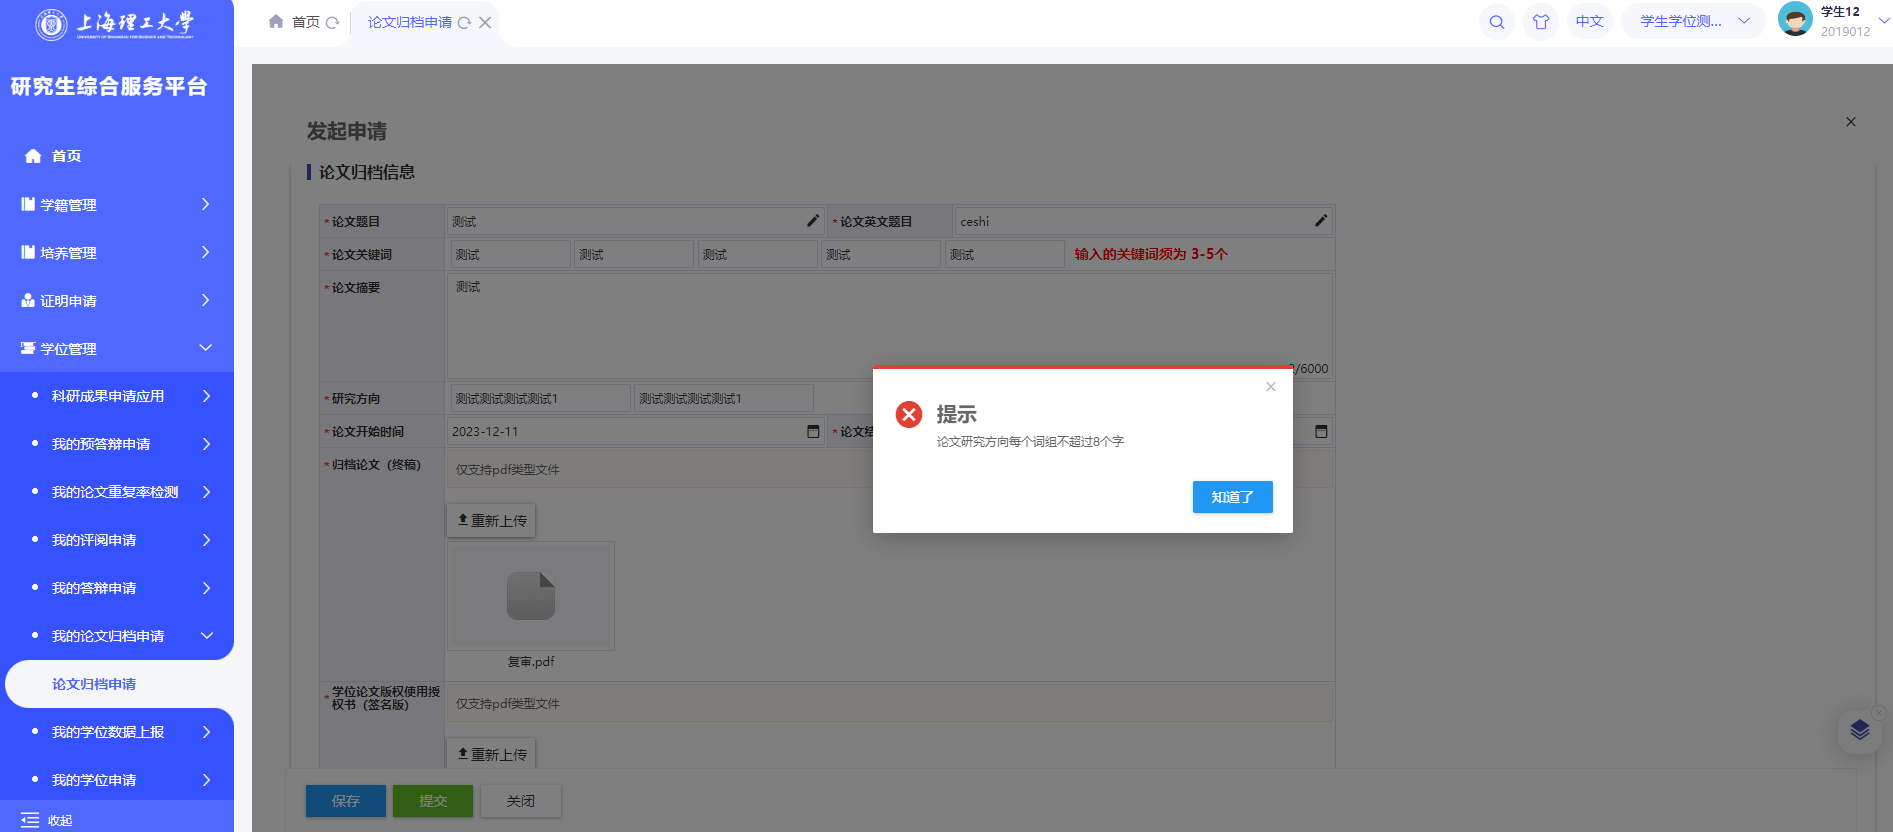 上海理工大学
UNIVERSITY OF SHANGHAI FOR SCIENCE AND TECHNOLOGY
研究生综合服务平台
首页
学籍管理
培养管理
证明申请
学位管理
科研成果申请应用
我的预答辩申请
我的论文重复率检测
我的评阅申请
我的答辩申请
我的论文归档申请
论文归档申请
我的学位数据上报
我的学位申请
收起
首页 论文归档申请
中文 学生学位测... 学生12
2019012
发起申请
论文归档信息
*论文题目 测试 *论文英文题目 ceshi
*论文关键词 测试 测试 测试 测试 测试 输入的关键词须为 3-5个
*论文摘要 测试
/6000
*研究方向 测试测试测试测试1 测试测试测试测试1
*论文开始时间 2023-12-11 *论文结
*归档论文（终稿） 仅支持pdf类型文件
重新上传
复审.pdf
*学位论文版权使用授权书（签名版） 仅支持pdf类型文件
重新上传
保存 提交 关闭
提示
论文研究方向每个词组不超过8个字
知道了